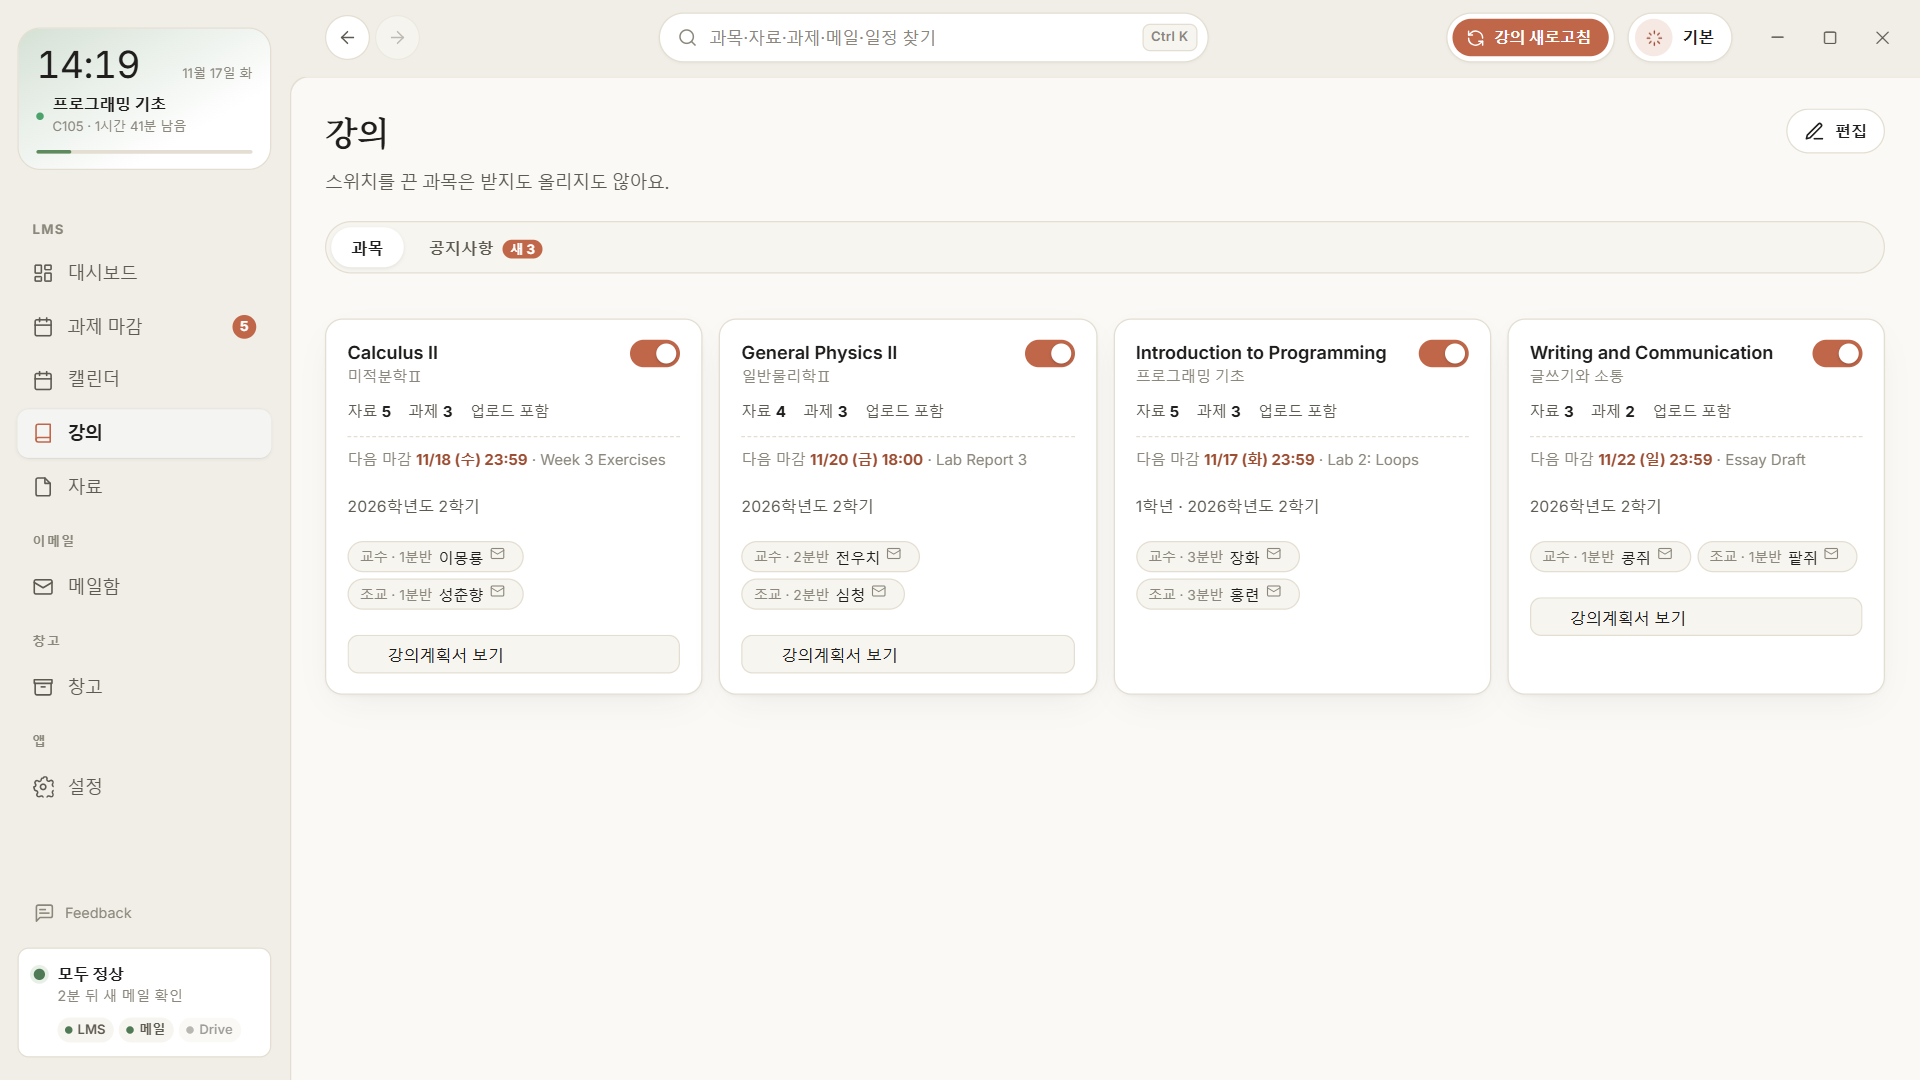 14:19
11월 17일 화
프로그래밍 기초
C105 · 1시간 41분 남음
LMS
대시보드
과제 마감
5
캘린더
강의
자료
이메일
메일함
창고
창고
앱
설정
Feedback
모두 정상
2분 뒤 새 메일 확인
LMS
메일
Drive
과목·자료·과제·메일·일정 찾기
Ctrl K
강의 새로고침
기본
강의
편집
스위치를 끈 과목은 받지도 올리지도 않아요.
과목
공지사항
새 3
Calculus II
미적분학Ⅱ
자료 5 과제 3 업로드 포함
다음 마감 11/18 (수) 23:59 · Week 3 Exercises
2026학년도 2학기
교수 · 1분반 이몽룡
조교 · 1분반 성춘향
강의계획서 보기
General Physics II
일반물리학Ⅱ
자료 4 과제 3 업로드 포함
다음 마감 11/20 (금) 18:00 · Lab Report 3
2026학년도 2학기
교수 · 2분반 전우치
조교 · 2분반 심청
강의계획서 보기
Introduction to Programming
프로그래밍 기초
자료 5 과제 3 업로드 포함
다음 마감 11/17 (화) 23:59 · Lab 2: Loops
1학년 · 2026학년도 2학기
교수 · 3분반 장화
조교 · 3분반 홍련
Writing and Communication
글쓰기와 소통
자료 3 과제 2 업로드 포함
다음 마감 11/22 (일) 23:59 · Essay Draft
2026학년도 2학기
교수 · 1분반 콩쥐
조교 · 1분반 팥쥐
강의계획서 보기